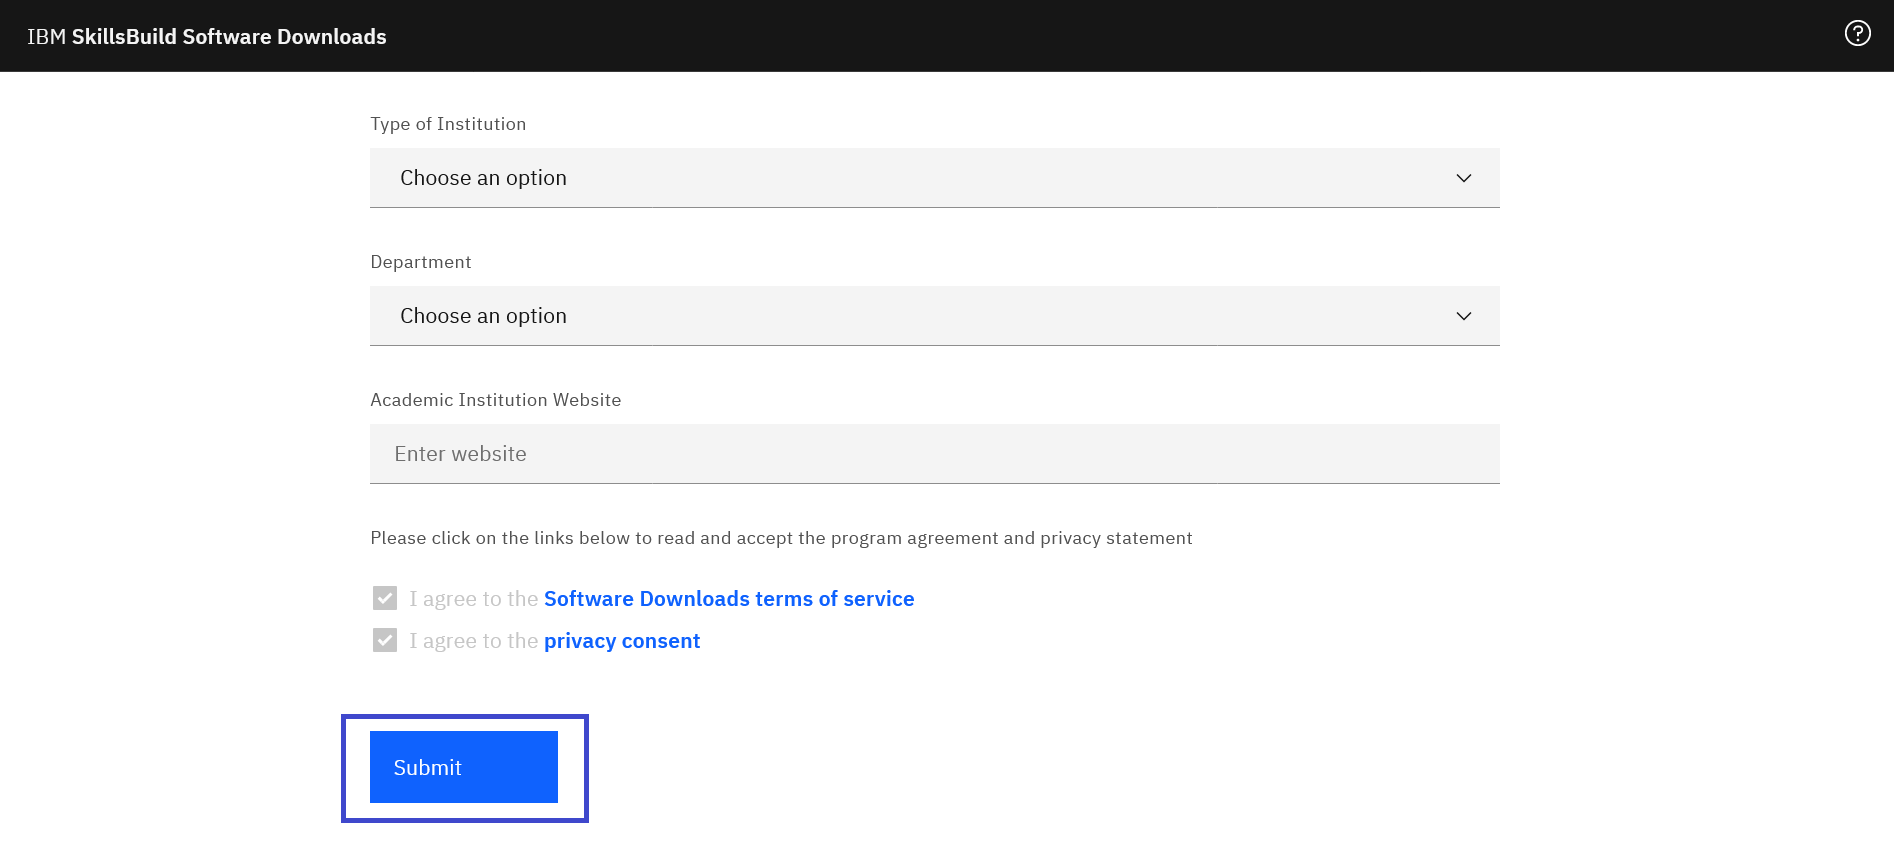 IBM SkillsBuild Software Downloads
Type of Institution
Choose an option
Department
Choose an option
Academic Institution Website
Enter website
Please click on the links below to read and accept the program agreement and privacy statement
I agree to the Software Downloads terms of service
I agree to the privacy consent
Submit